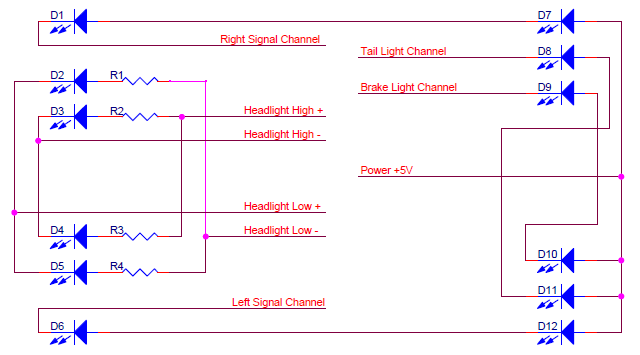 D1
D7
Right Signal Channel
Tail Light Channel
D8
D2
R1
Brake Light Channel
D9
D3
R2
Headlight High +
Headlight High -
Power +5V
Headlight Low +
D4
R3
Headlight Low -
D10
D5
R4
D11
Left Signal Channel
D6
D12